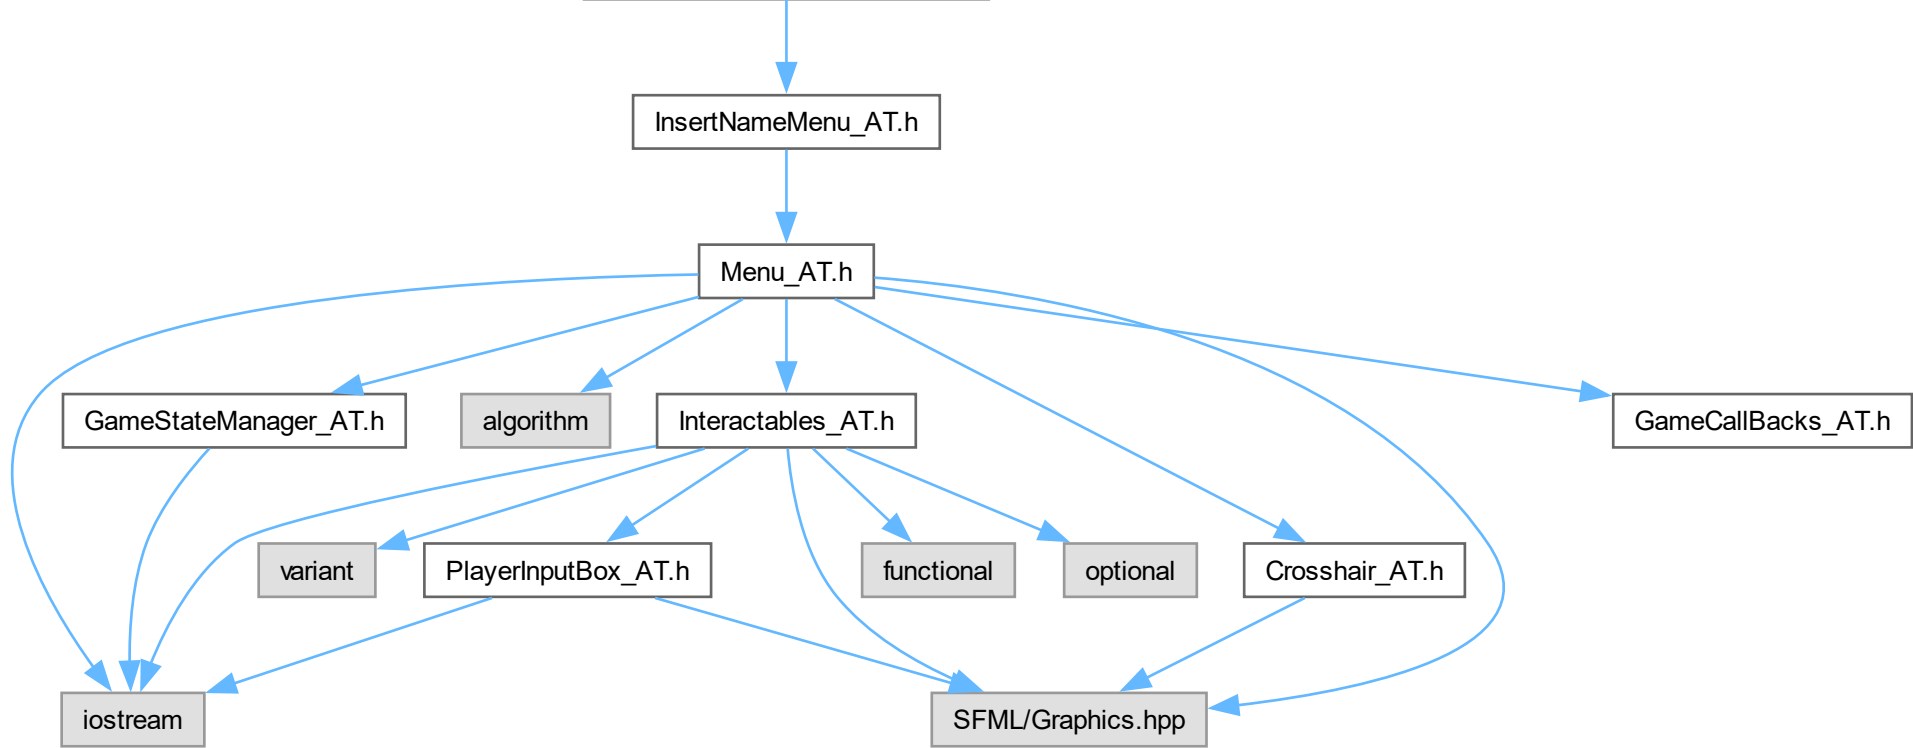 InsertNameMenu_AT.h
Menu_AT.h
GameStateManager_AT.h
algorithm
Interactables_AT.h
GameCallBacks_AT.h
variant
PlayerInputBox_AT.h
functional
optional
Crosshair_AT.h
iostream
SFML/Graphics.hpp